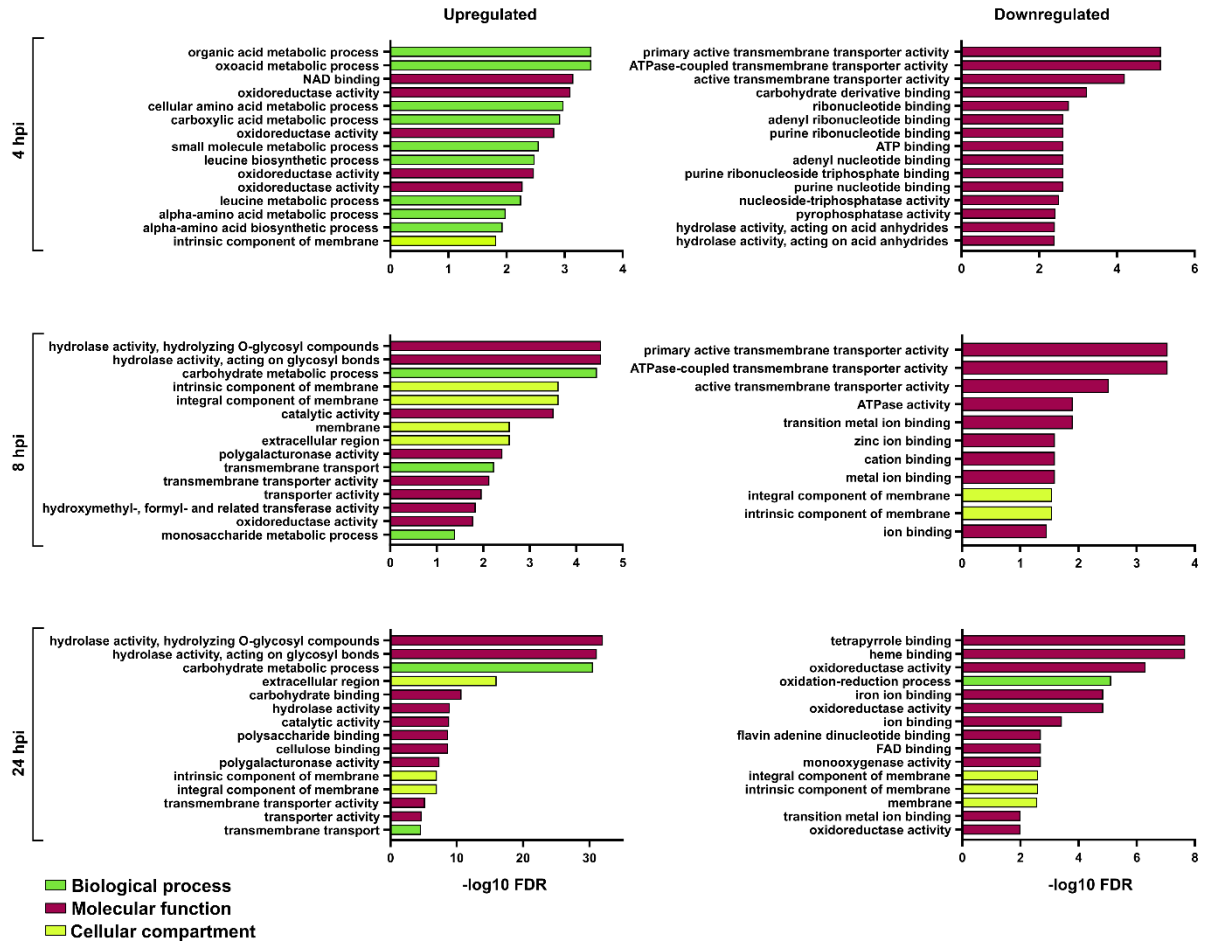 Upregulated
Downregulated
4 hpi
organic acid metabolic process
oxoacid metabolic process
NAD binding
oxidoreductase activity
cellular amino acid metabolic process
carboxylic acid metabolic process
oxidoreductase activity
small molecule metabolic process
leucine biosynthetic process
oxidoreductase activity
oxidoreductase activity
leucine metabolic process
alpha-amino acid metabolic process
alpha-amino acid biosynthetic process
intrinsic component of membrane
0 1 2 3 4
primary active transmembrane transporter activity
ATPase-coupled transmembrane transporter activity
active transmembrane transporter activity
carbohydrate derivative binding
ribonucleotide binding
adenyl ribonucleotide binding
purine ribonucleotide binding
ATP binding
adenyl nucleotide binding
purine ribonucleoside triphosphate binding
purine nucleotide binding
nucleoside-triphosphatase activity
pyrophosphatase activity
hydrolase activity, acting on acid anhydrides
hydrolase activity, acting on acid anhydrides
0 2 4 6
8 hpi
hydrolase activity, hydrolyzing O-glycosyl compounds
hydrolase activity, acting on glycosyl bonds
carbohydrate metabolic process
intrinsic component of membrane
integral component of membrane
catalytic activity
membrane
extracellular region
polygalacturonase activity
transmembrane transport
transmembrane transporter activity
transporter activity
hydroxymethyl-, formyl- and related transferase activity
oxidoreductase activity
monosaccharide metabolic process
0 1 2 3 4 5
primary active transmembrane transporter activity
ATPase-coupled transmembrane transporter activity
active transmembrane transporter activity
ATPase activity
transition metal ion binding
zinc ion binding
cation binding
metal ion binding
integral component of membrane
intrinsic component of membrane
ion binding
0 1 2 3 4
24 hpi
hydrolase activity, hydrolyzing O-glycosyl compounds
hydrolase activity, acting on glycosyl bonds
carbohydrate metabolic process
extracellular region
carbohydrate binding
hydrolase activity
catalytic activity
polysaccharide binding
cellulose binding
polygalacturonase activity
intrinsic component of membrane
integral component of membrane
transmembrane transporter activity
transporter activity
transmembrane transport
0 10 20 30
-log10 FDR
tetrapyrrole binding
heme binding
oxidoreductase activity
oxidation-reduction process
iron ion binding
oxidoreductase activity
ion binding
flavin adenine dinucleotide binding
FAD binding
monooxygenase activity
integral component of membrane
intrinsic component of membrane
membrane
transition metal ion binding
oxidoreductase activity
0 2 4 6 8
-log10 FDR
Biological process
Molecular function
Cellular compartment